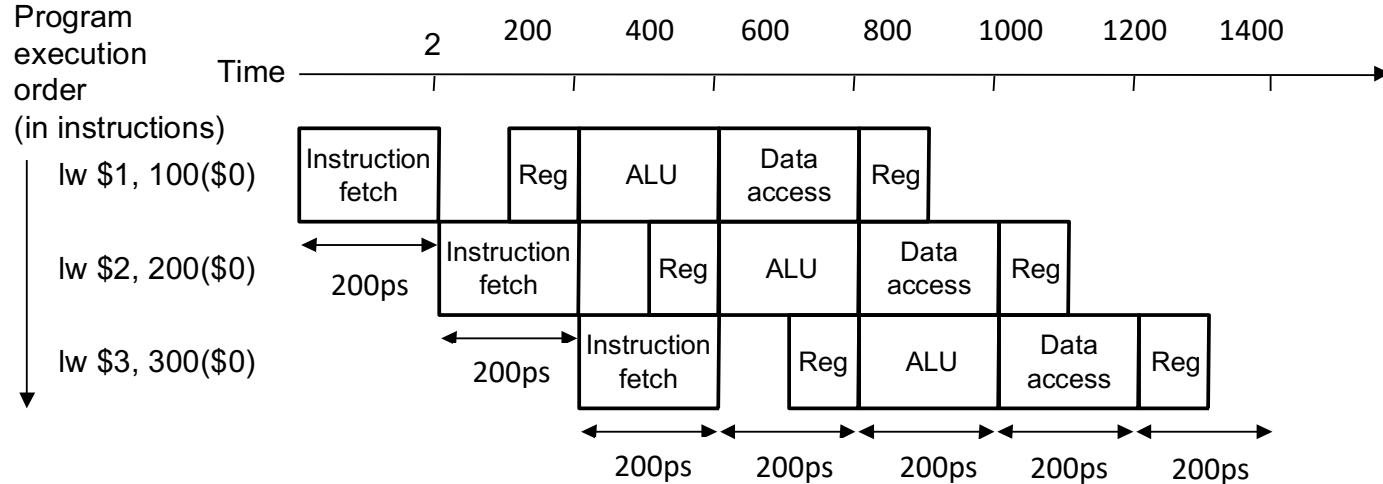 Program
execution
order
(in instructions)
Time
2 200 400 600 800 1000 1200 1400
lw $1, 100($0)
Instruction
fetch
Reg
ALU
Data
access
Reg
200ps
lw $2, 200($0)
Instruction
fetch
Reg
ALU
Data
access
Reg
200ps
lw $3, 300($0)
Instruction
fetch
Reg
ALU
Data
access
Reg
200ps 200ps 200ps 200ps 200ps